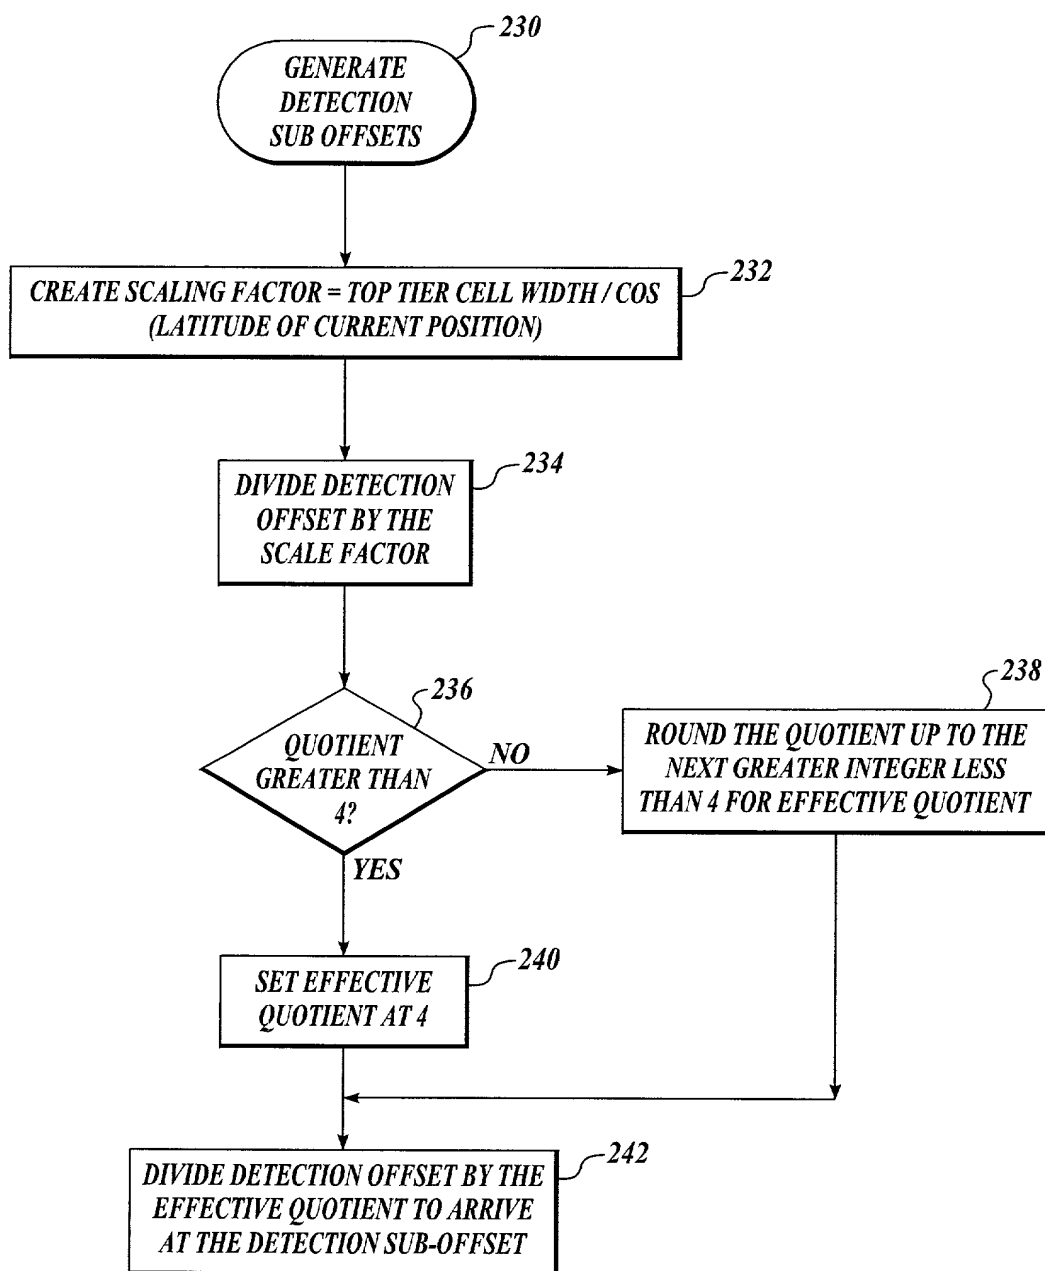 230
GENERATE
DETECTION
SUB OFFSETS
232
CREATE SCALING FACTOR = TOP TIER CELL WIDTH / COS
(LATITUDE OF CURRENT POSITION)
234
DIVIDE DETECTION
OFFSET BY THE
SCALE FACTOR
236
QUOTIENT
GREATER THAN
4?
NO
YES
238
ROUND THE QUOTIENT UP TO THE
NEXT GREATER INTEGER LESS
THAN 4 FOR EFFECTIVE QUOTIENT
240
SET EFFECTIVE
QUOTIENT AT 4
242
DIVIDE DETECTION OFFSET BY THE
EFFECTIVE QUOTIENT TO ARRIVE
AT THE DETECTION SUB-OFFSET